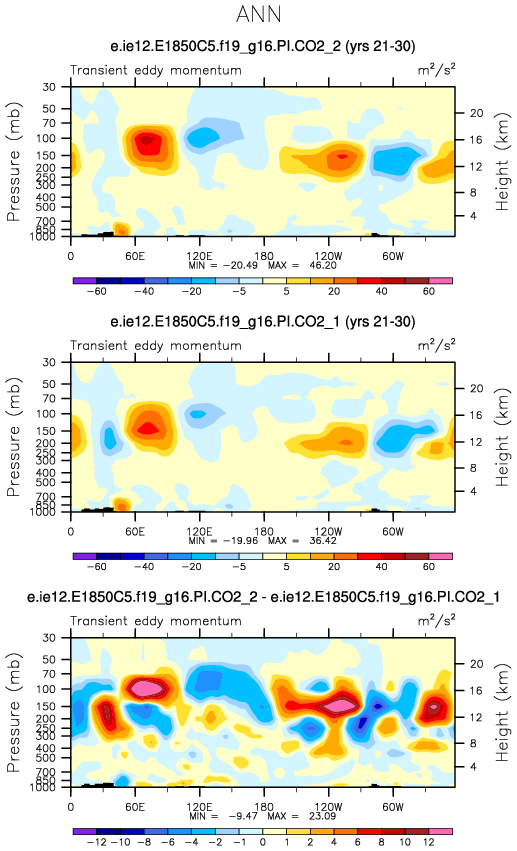 ANN
e.ie12.E1850C5.f19_g16.PI.CO2_2 (yrs 21-30)
Transient eddy momentum m²/s²
30
50
70
100
150
200
250
300
400
500
700
850
1000
Pressure (mb)
20
16
12
8
4
Height (km)
0 60E 120E 180 120W 60W
MIN = -20.49 MAX = 46.20
-60 -40 -20 -5 5 20 40 60
e.ie12.E1850C5.f19_g16.PI.CO2_1 (yrs 21-30)
Transient eddy momentum m²/s²
30
50
70
100
150
200
250
300
400
500
700
850
1000
Pressure (mb)
20
16
12
8
4
Height (km)
0 60E 120E 180 120W 60W
MIN = -19.96 MAX = 36.42
-60 -40 -20 -5 5 10 20 30 40 60
e.ie12.E1850C5.f19_g16.PI.CO2_2 - e.ie12.E1850C5.f19_g16.PI.CO2_1
Transient eddy momentum m²/s²
30
50
70
100
150
200
250
300
400
500
700
850
1000
Pressure (mb)
20
16
12
8
4
Height (km)
0 60E 120E 180 120W 60W
MIN = -9.47 MAX = 23.09
-12 -10 -8 -6 -4 -2 -1 0 1 2 4 6 8 10 12